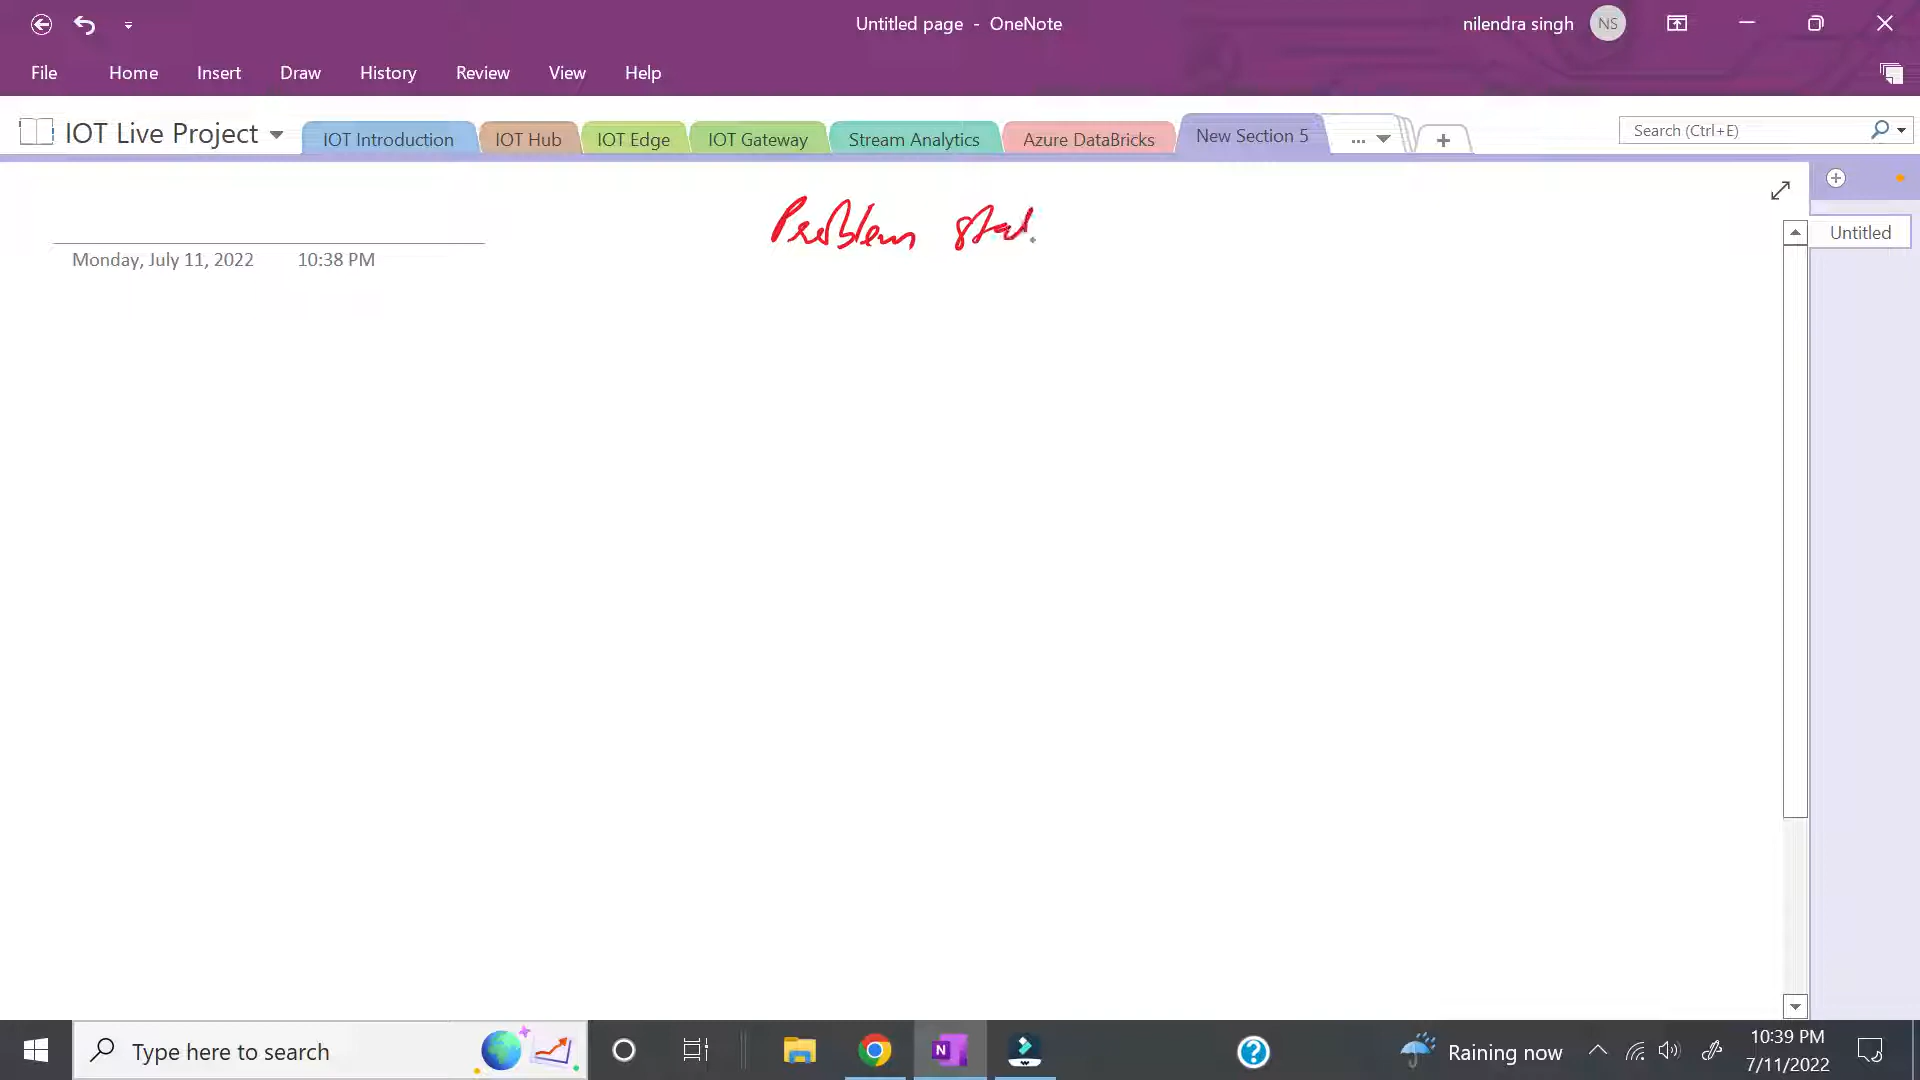 Untitled page - OneNote
nilendra singh NS
File Home Insert Draw History Review View Help
IOT Live Project IOT Introduction IOT Hub IOT Edge IOT Gateway Stream Analytics Azure DataBricks New Section 5 ... Search (Ctrl+E)
Problem stat
Untitled
Monday, July 11, 2022 10:38 PM
Type here to search
N
Raining now
10:39 PM
7/11/2022